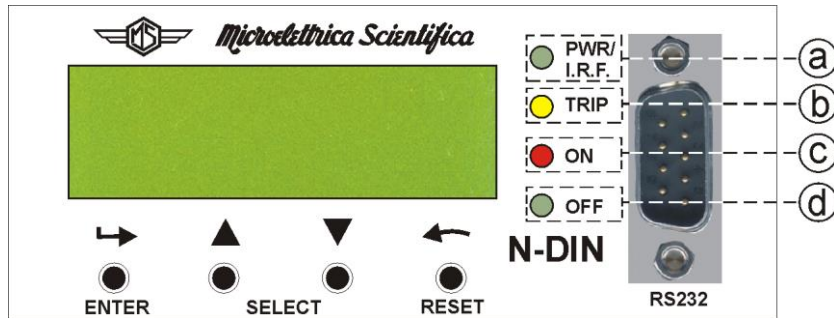 MS Microelettrica Scientifica
PWR/
I.R.F.
TRIP
ON
OFF
a
b
c
d
N-DIN
ENTER SELECT RESET
RS232